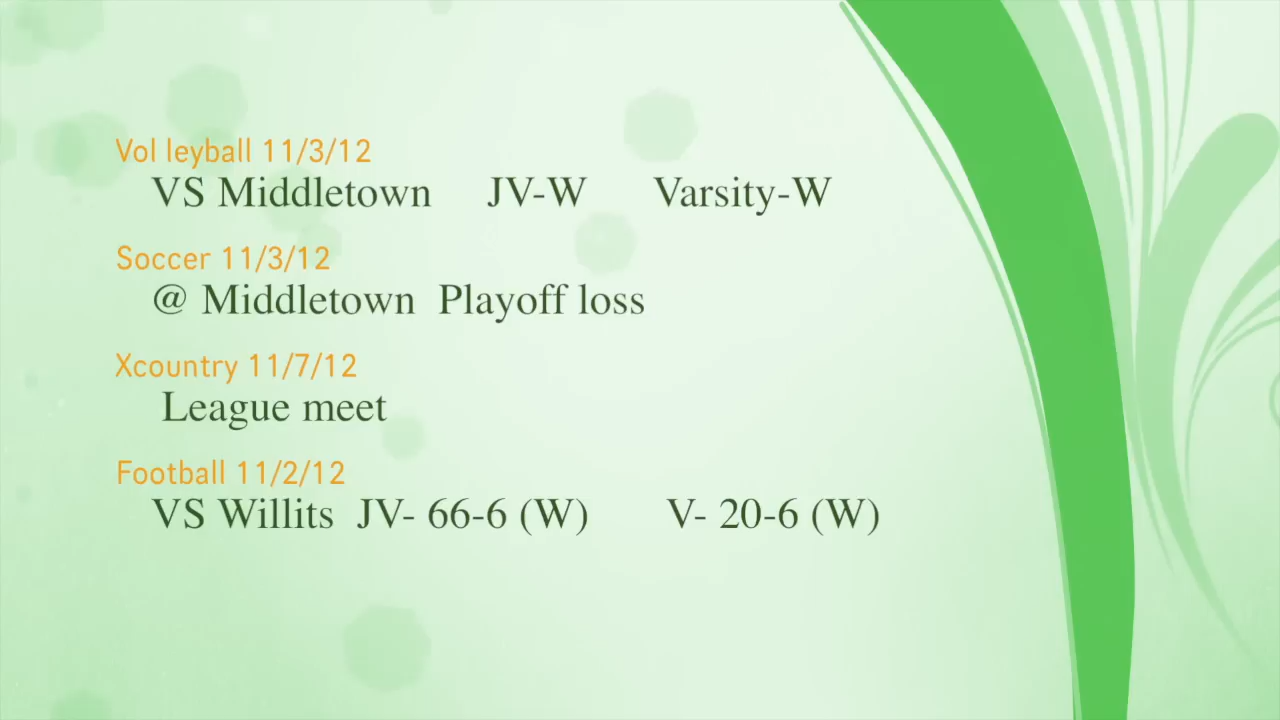 Vol leyball 11/3/12
VS Middletown JV-W Varsity-W
Soccer 11/3/12
@ Middletown Playoff loss
Xcountry 11/7/12
League meet
Football 11/2/12
VS Willits JV- 66-6 (W) V- 20-6 (W)